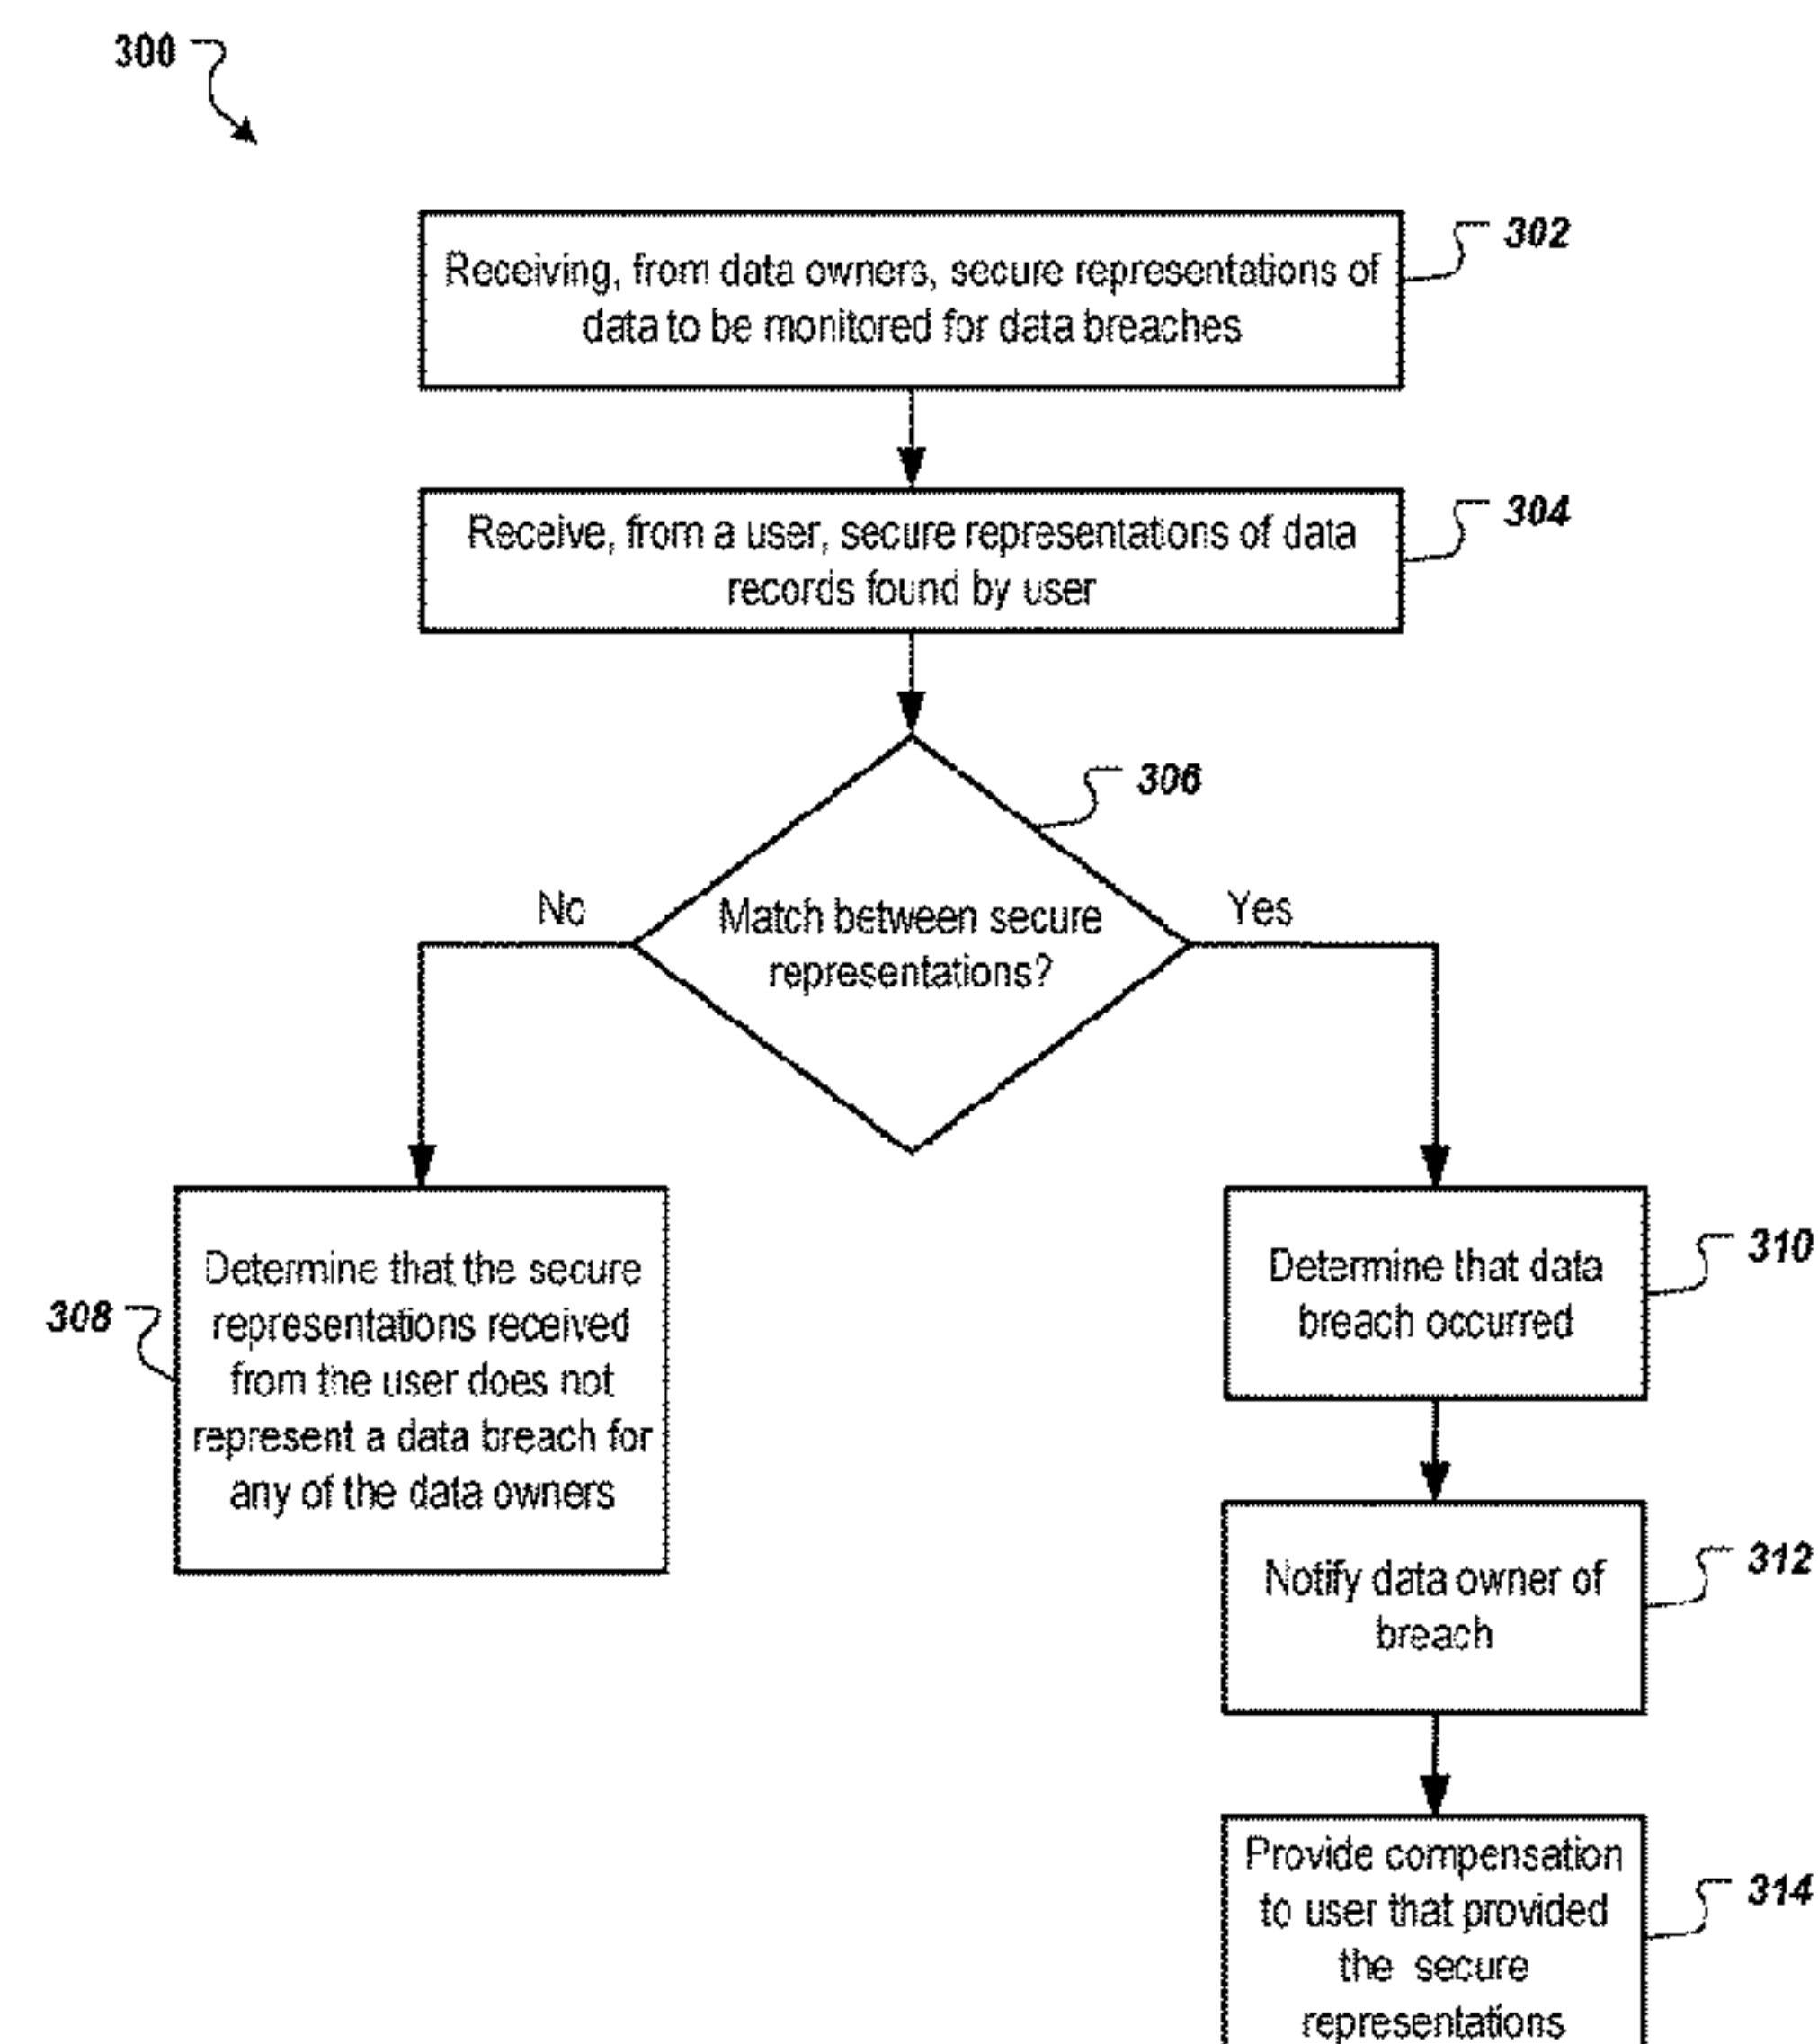 300
302
Receiving, from data owners, secure representations of
data to be monitored for data breaches
304
Receive, from a user, secure representations of data
records found by user
306
No
Match between secure
representations?
Yes
308
Determine that the secure
representations received
from the user does not
represent a data breach for
any of the data owners
310
Determine that data
breach occurred
312
Notify data owner of
breach
314
Provide compensation
to user that provided
the secure
representations